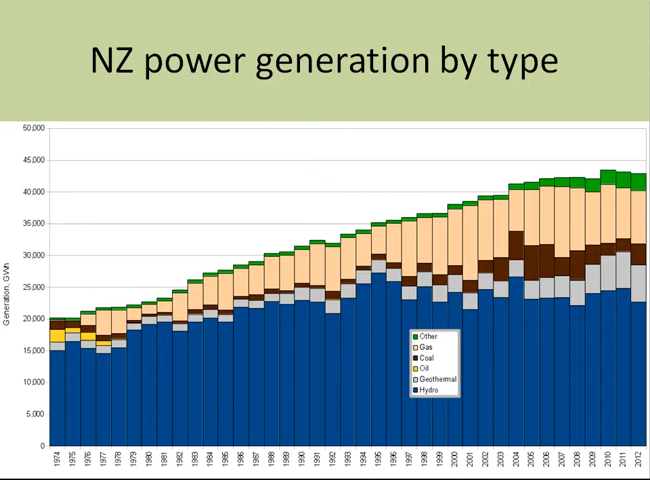 NZ power generation by type
50,000
45,000
40,000
35,000
30,000
25,000
20,000
15,000
10,000
5,000
0
Generation, GWh
Other
Gas
Coal
Oil
Geothermal
Hydro
1974 1975 1976 1977 1978 1979 1980 1981 1982 1983 1984 1985 1986 1987 1988 1989 1990 1991 1992 1993 1994 1995 1996 1997 1998 1999 2000 2001 2002 2003 2004 2005 2006 2007 2008 2009 2010 2011 2012